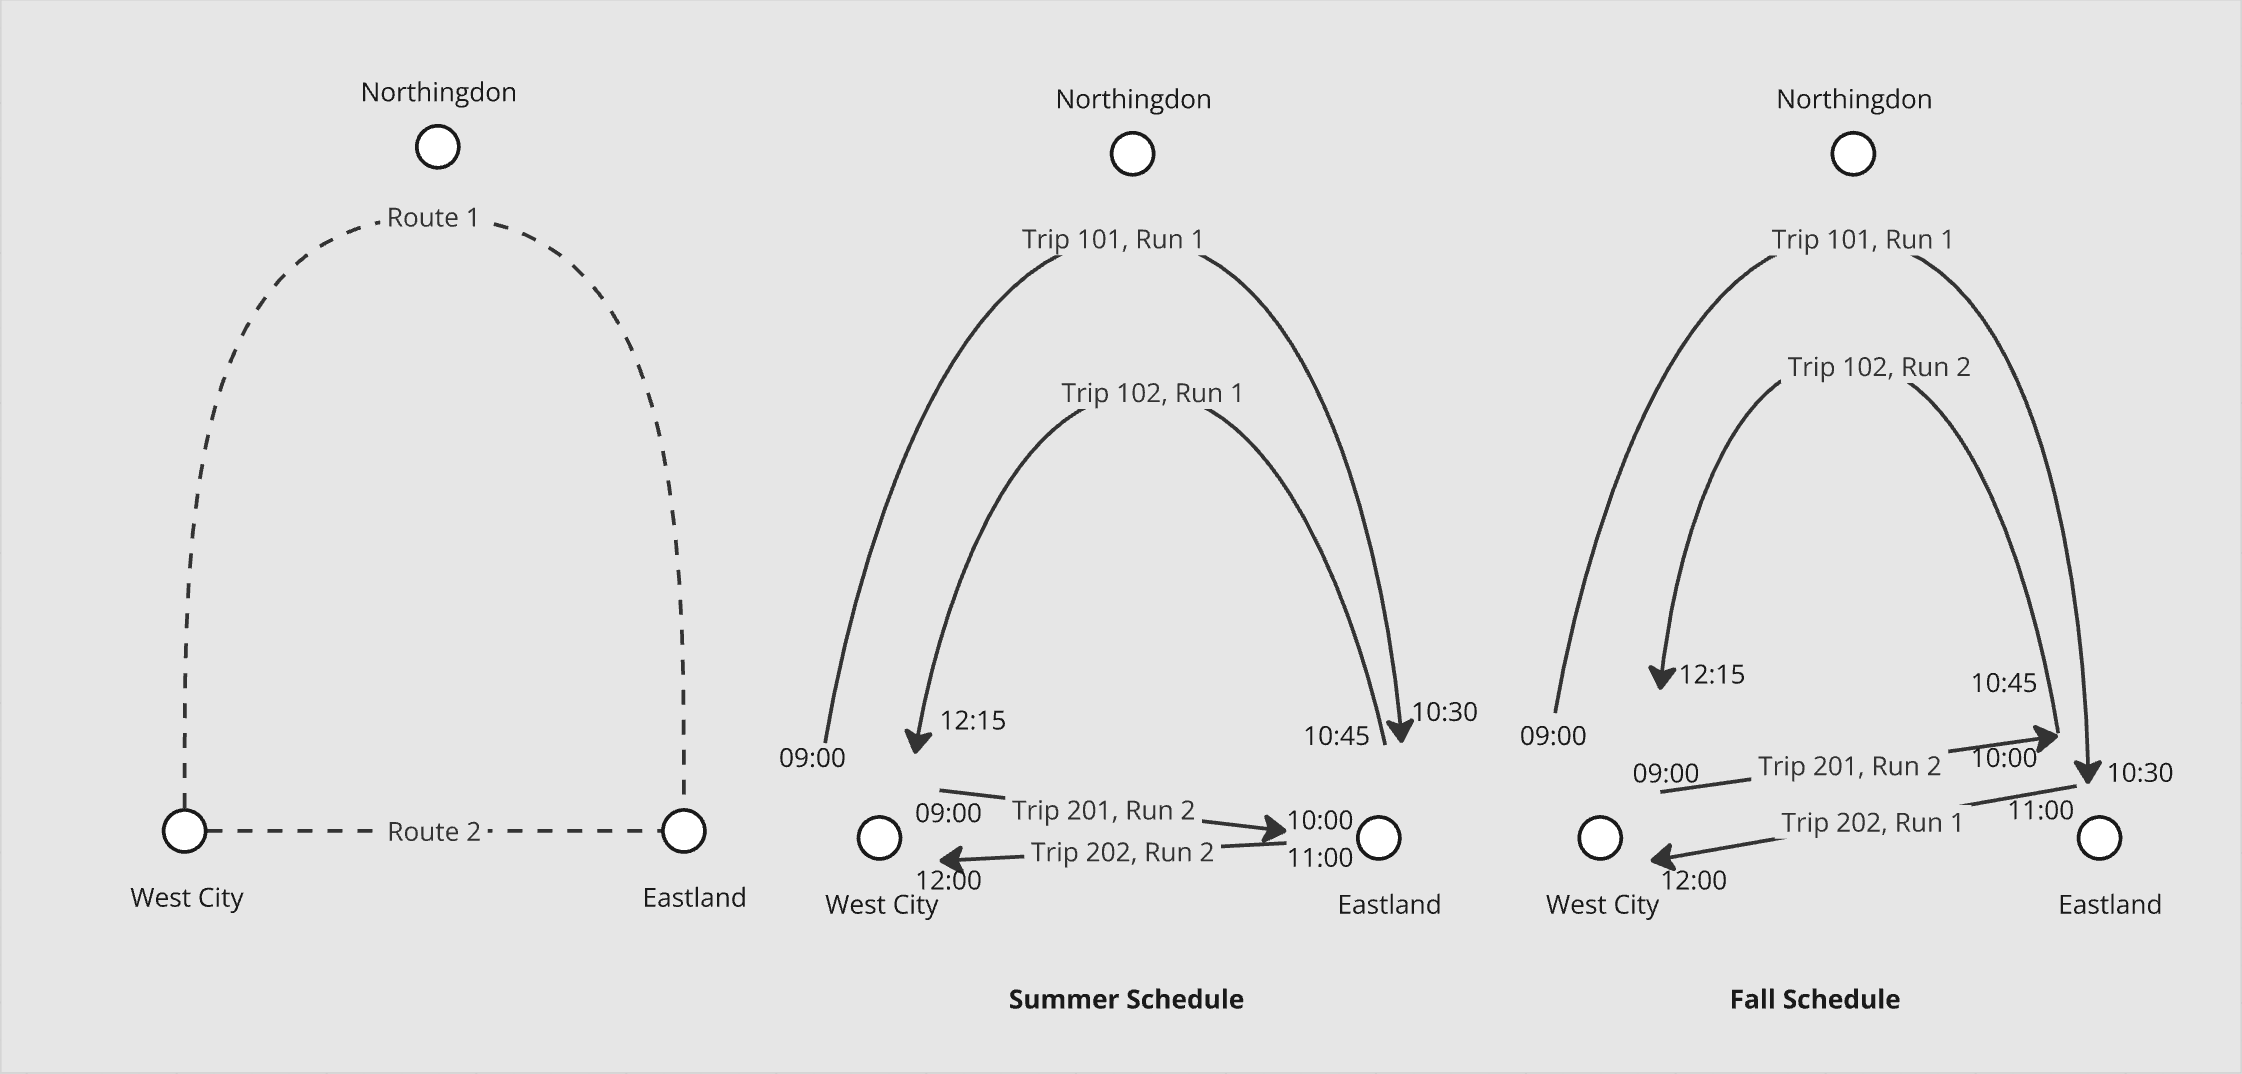 Northingdon
Route 1
Route 2
West City
Eastland
Northingdon
Trip 101, Run 1
Trip 102, Run 1
12:15
10:45
10:30
09:00
09:00
Trip 201, Run 2
10:00
Trip 202, Run 2
11:00
12:00
West City
Eastland
Summer Schedule
Northingdon
Trip 101, Run 1
Trip 102, Run 2
12:15
10:45
09:00
09:00
Trip 201, Run 2
10:00
10:30
Trip 202, Run 1
11:00
12:00
West City
Eastland
Fall Schedule